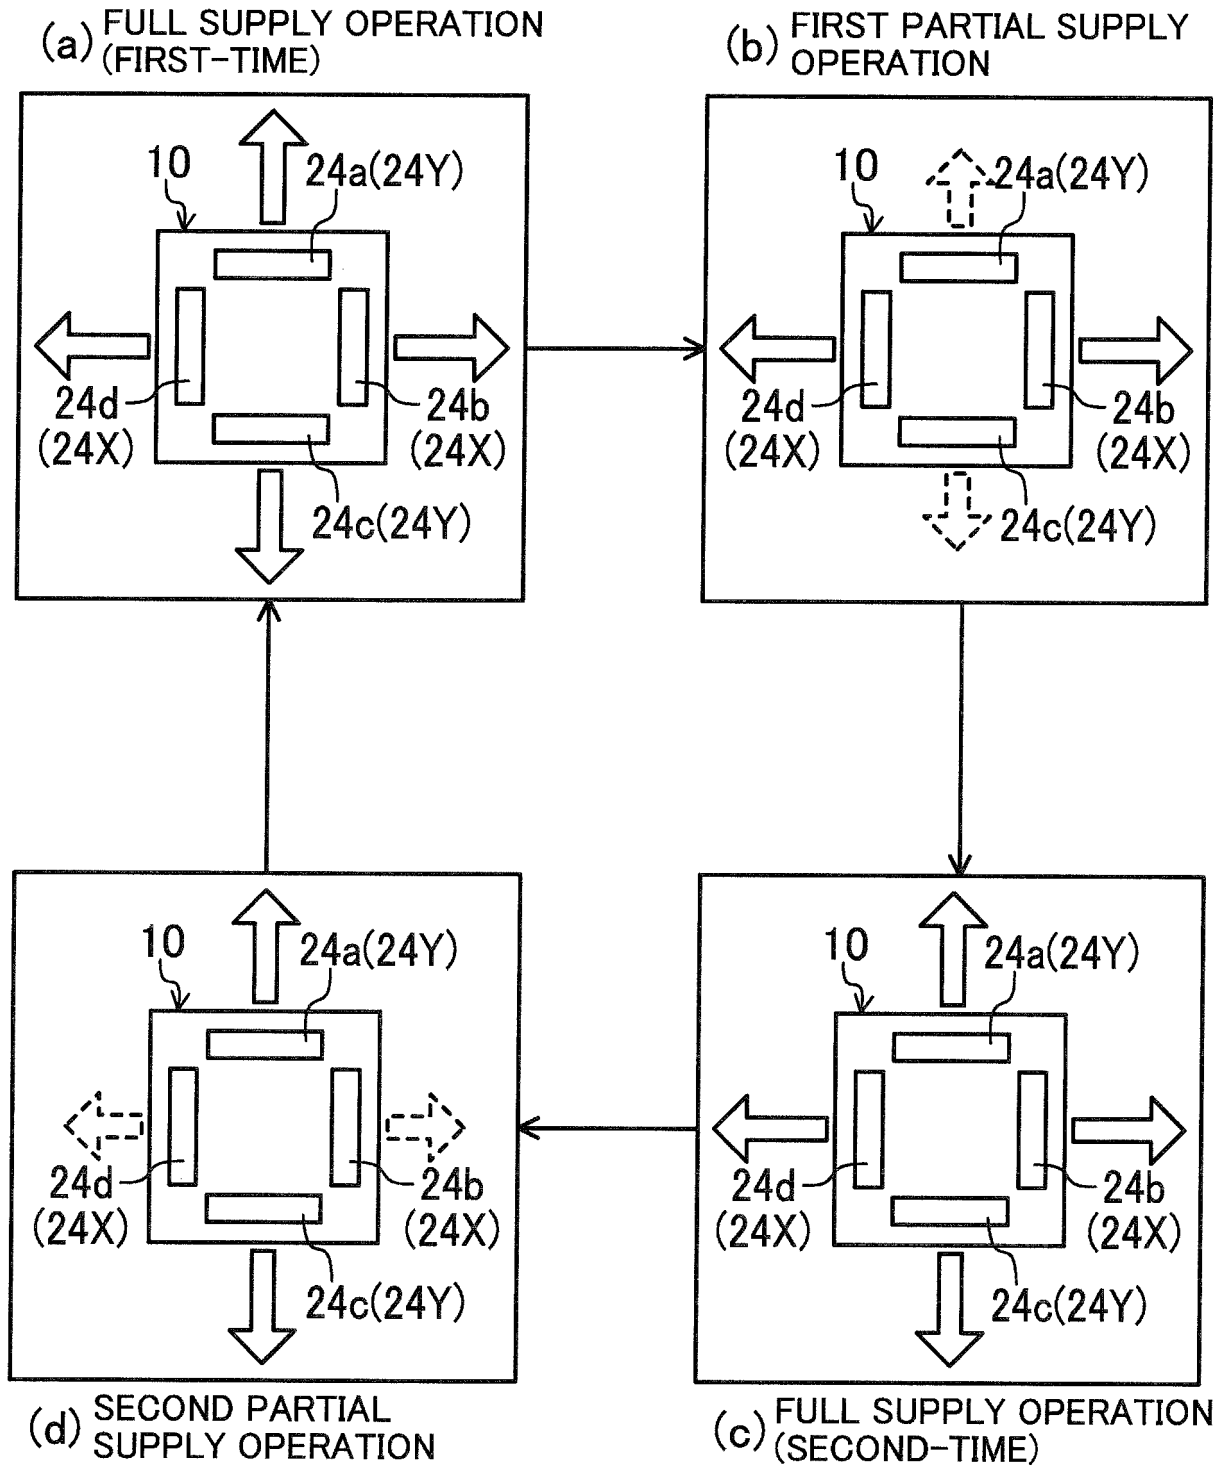 (a) FULL SUPPLY OPERATION
(FIRST-TIME)
10
24a(24Y)
24d
(24X)
24b
(24X)
24c(24Y)
(b) FIRST PARTIAL SUPPLY
OPERATION
10
24a(24Y)
24d
(24X)
24b
(24X)
24c(24Y)
10
24a(24Y)
24d
(24X)
24b
(24X)
24c(24Y)
(d) SECOND PARTIAL
SUPPLY OPERATION
10
24a(24Y)
24d
(24X)
24b
(24X)
24c(24Y)
(c) FULL SUPPLY OPERATION
(SECOND-TIME)